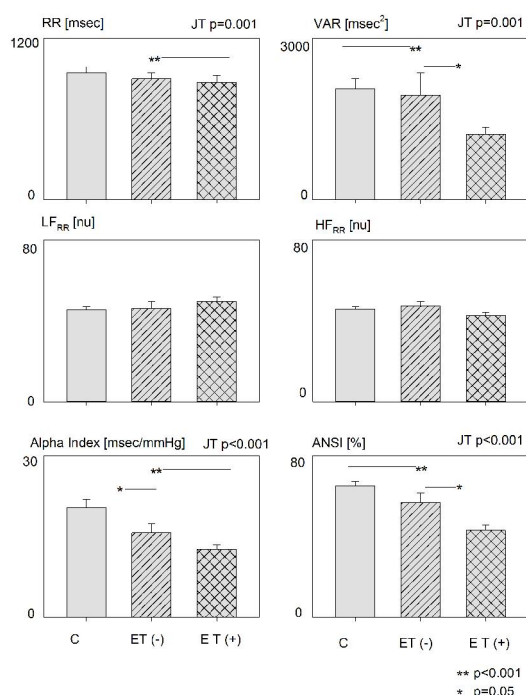 RR [msec] JT p=0.001
1200
**
0
VAR [msec²] JT p=0.001
3000
**
*
0
LF_RR [nu]
80
0
HF_RR [nu]
80
0
Alpha Index [msec/mmHg] JT p<0.001
30
**
*
0
C ET (-) E T (+)
ANSI [%] JT p<0.001
80
**
*
0
C ET (-) E T (+)
** p<0.001
* p=0.05